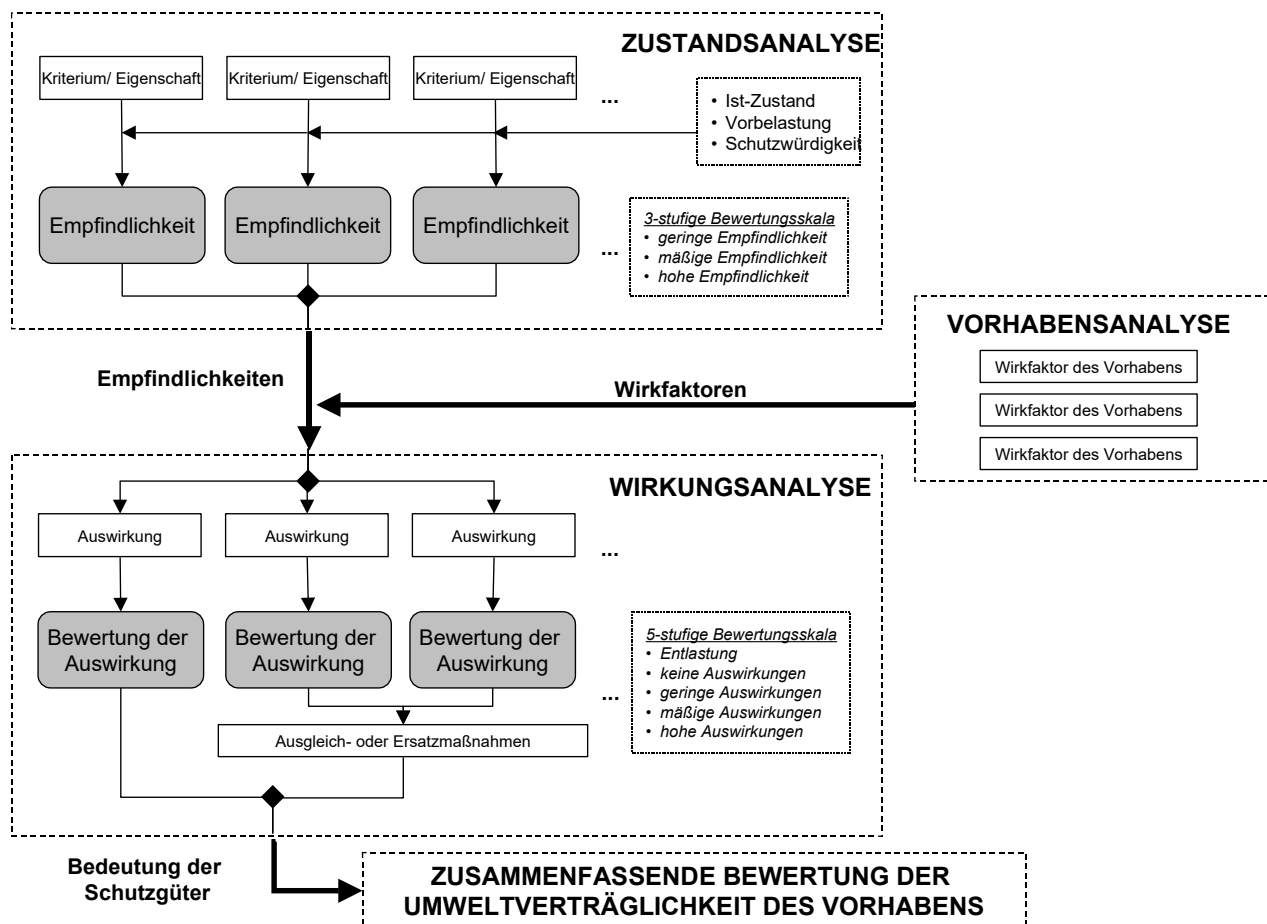 ZUSTANDSANALYSE
Kriterium/ Eigenschaft
Kriterium/ Eigenschaft
Kriterium/ Eigenschaft
...
• Ist-Zustand
• Vorbelastung
• Schutzwürdigkeit
Empfindlichkeit
Empfindlichkeit
Empfindlichkeit
...
3-stufige Bewertungsskala
• geringe Empfindlichkeit
• mäßige Empfindlichkeit
• hohe Empfindlichkeit
VORHABENSANALYSE
Wirkfaktor des Vorhabens
Wirkfaktor des Vorhabens
Wirkfaktor des Vorhabens
Empfindlichkeiten
Wirkfaktoren
WIRKUNGSANALYSE
Auswirkung
Auswirkung
Auswirkung
...
Bewertung der
Auswirkung
Bewertung der
Auswirkung
Bewertung der
Auswirkung
...
5-stufige Bewertungsskala
• Entlastung
• keine Auswirkungen
• geringe Auswirkungen
• mäßige Auswirkungen
• hohe Auswirkungen
Ausgleich- oder Ersatzmaßnahmen
Bedeutung der
Schutzgüter
ZUSAMMENFASSENDE BEWERTUNG DER
UMWELTVERTRÄGLICHKEIT DES VORHABENS